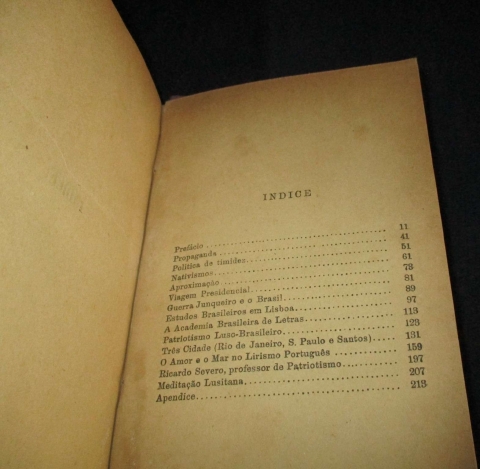 INDICE
Prefácio 11
Propaganda 41
Política de timidez 51
Nativismos 61
Aproximação 73
Viagem Presidencial 81
Guerra Junqueiro e o Brazil 89
Estudos Brasileiros em Lisboa 97
A Academia Brasileira de Letras 113
Patriotismo Luso-Brasileiro 123
Três Cidade (Rio de Janeiro, S. Paulo e Santos) 131
O Amor e o Mar no Lirismo Português 159
Ricardo Severo, professor de Patriotismo 197
Meditação Lusitana 207
Apendice 213